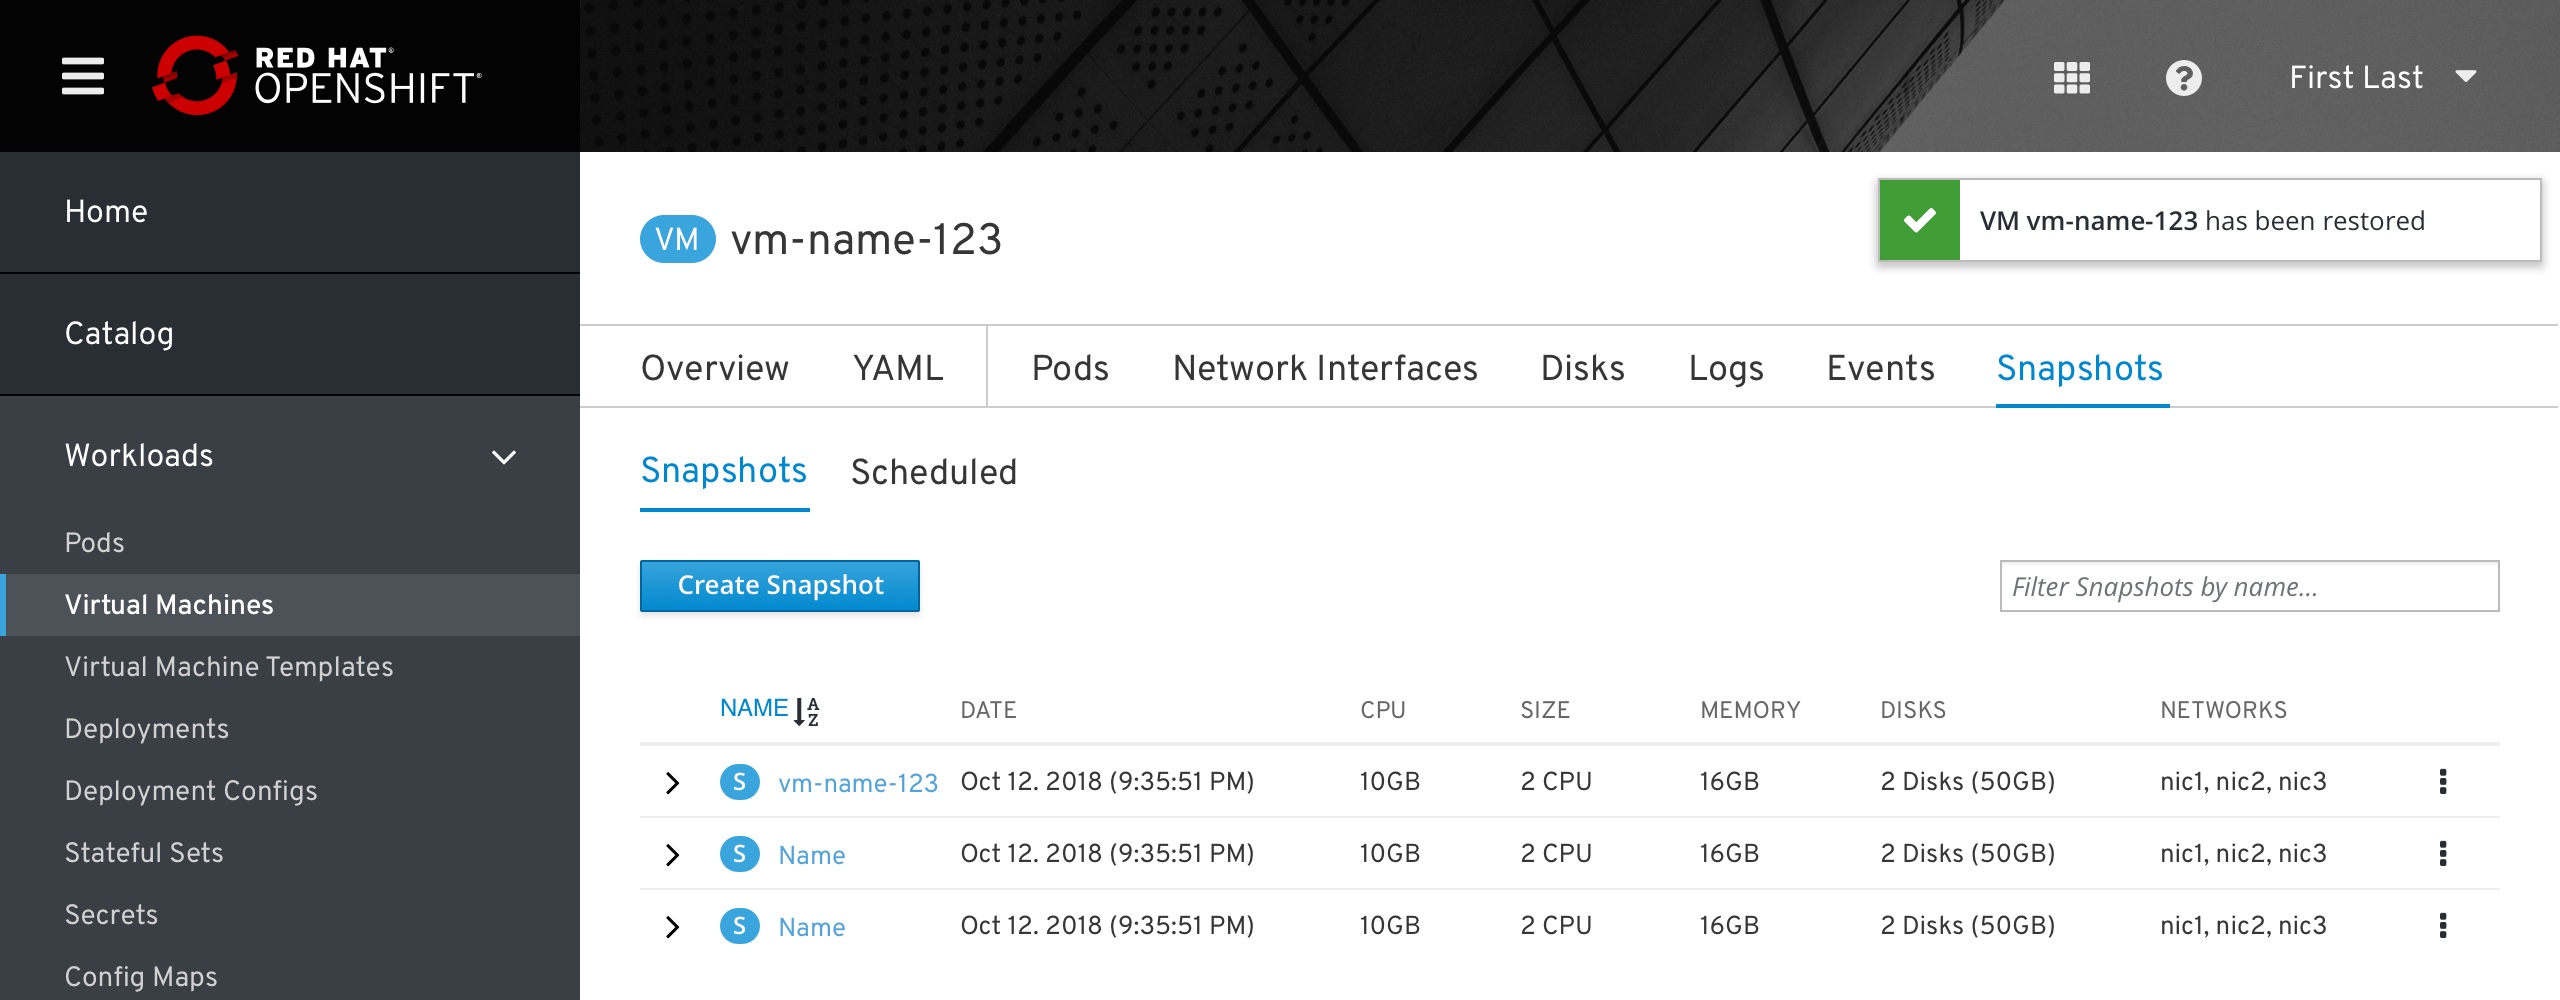 RED HAT®
OPENSHIFT®
First Last
Home
Catalog
Workloads
Pods
Virtual Machines
Virtual Machine Templates
Deployments
Deployment Configs
Stateful Sets
Secrets
Config Maps
VM vm-name-123
VM vm-name-123 has been restored
Overview YAML Pods Network Interfaces Disks Logs Events Snapshots
Snapshots Scheduled
Create Snapshot
Filter Snapshots by name...
NAME AZ DATE CPU SIZE MEMORY DISKS NETWORKS
S vm-name-123 Oct 12. 2018 (9:35:51 PM) 10GB 2 CPU 16GB 2 Disks (50GB) nic1, nic2, nic3
S Name Oct 12. 2018 (9:35:51 PM) 10GB 2 CPU 16GB 2 Disks (50GB) nic1, nic2, nic3
S Name Oct 12. 2018 (9:35:51 PM) 10GB 2 CPU 16GB 2 Disks (50GB) nic1, nic2, nic3